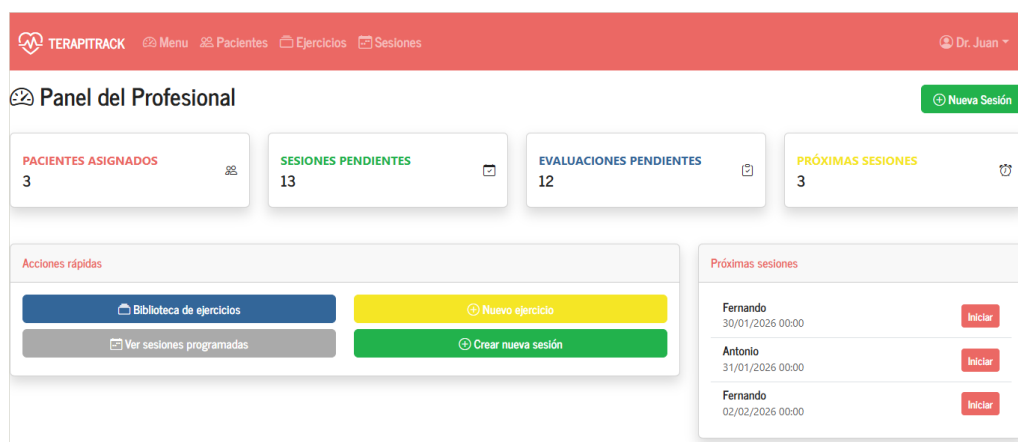 TERAPITRACK Menu Pacientes Ejercicios Sesiones Dr. Juan
Panel del Profesional
Nueva Sesión
PACIENTES ASIGNADOS
3
SESIONES PENDIENTES
13
EVALUACIONES PENDIENTES
12
PRÓXIMAS SESIONES
3
Acciones rápidas
Biblioteca de ejercicios
Nuevo ejercicio
Ver sesiones programadas
Crear nueva sesión
Próximas sesiones
Fernando
30/01/2026 00:00
Iniciar
Antonio
31/01/2026 00:00
Iniciar
Fernando
02/02/2026 00:00
Iniciar